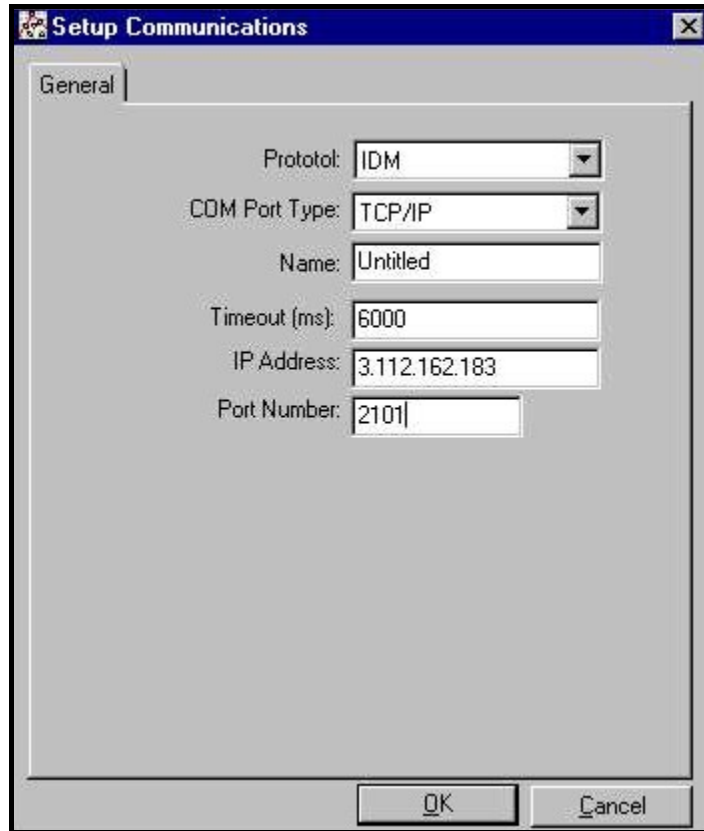 Setup Communications
General
Prototol: IDM
COM Port Type: TCP/IP
Name: Untitled
Timeout (ms): 6000
IP Address: 3.112.162.183
Port Number: 2101
OK Cancel